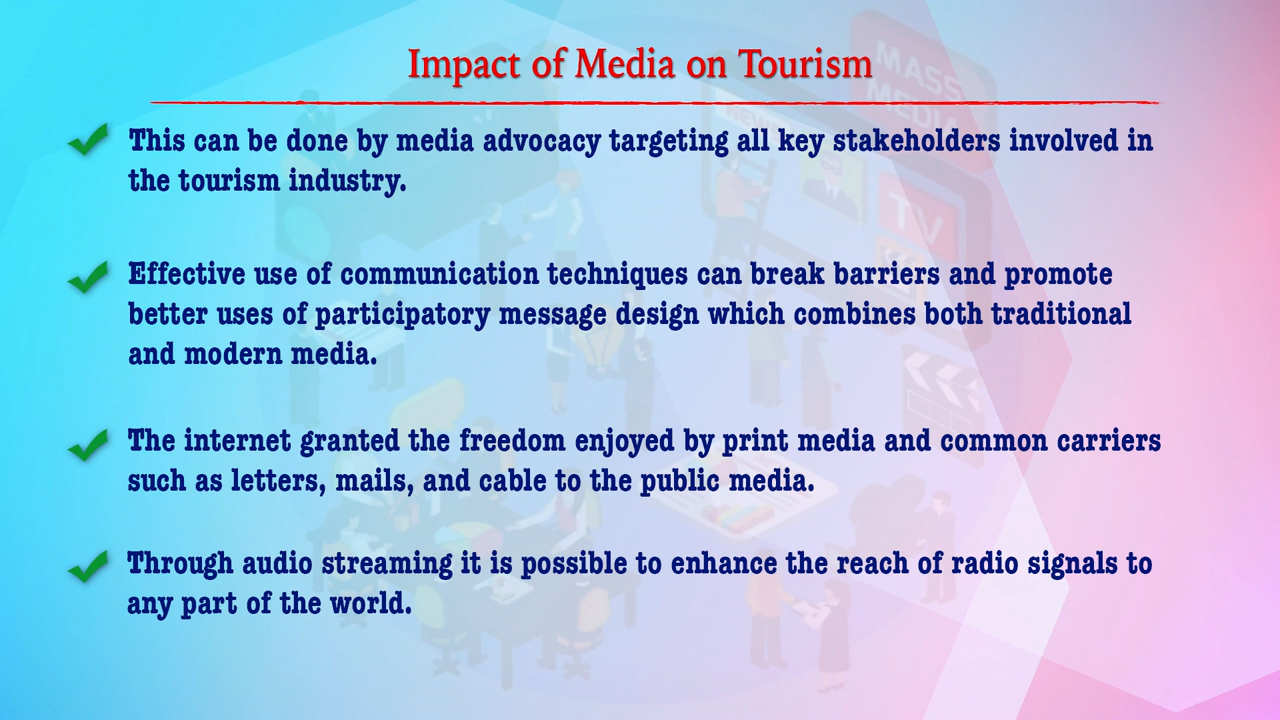 Impact of Media on Tourism
This can be done by media advocacy targeting all key stakeholders involved in
the tourism industry.
Effective use of communication techniques can break barriers and promote
better uses of participatory message design which combines both traditional
and modern media.
The internet granted the freedom enjoyed by print media and common carriers
such as letters, mails, and cable to the public media.
Through audio streaming it is possible to enhance the reach of radio signals to
any part of the world.
MASS
MEDIA
NEWS
TV